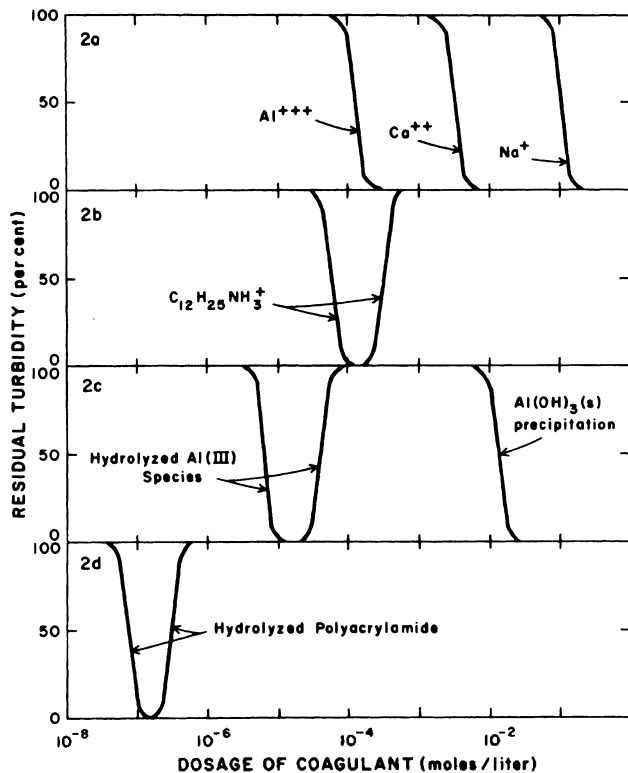 RESIDUAL TURBIDITY (per cent)
100
2a
50
0
Al+++
Ca++
Na+
100
2b
50
0
C12H25NH3+
100
2c
50
0
Hydrolyzed Al(III)
Species
Al(OH)3(s)
precipitation
100
2d
50
0
Hydrolyzed Polyacrylamide
10-8
10-6
10-4
10-2
DOSAGE OF COAGULANT (moles/liter)